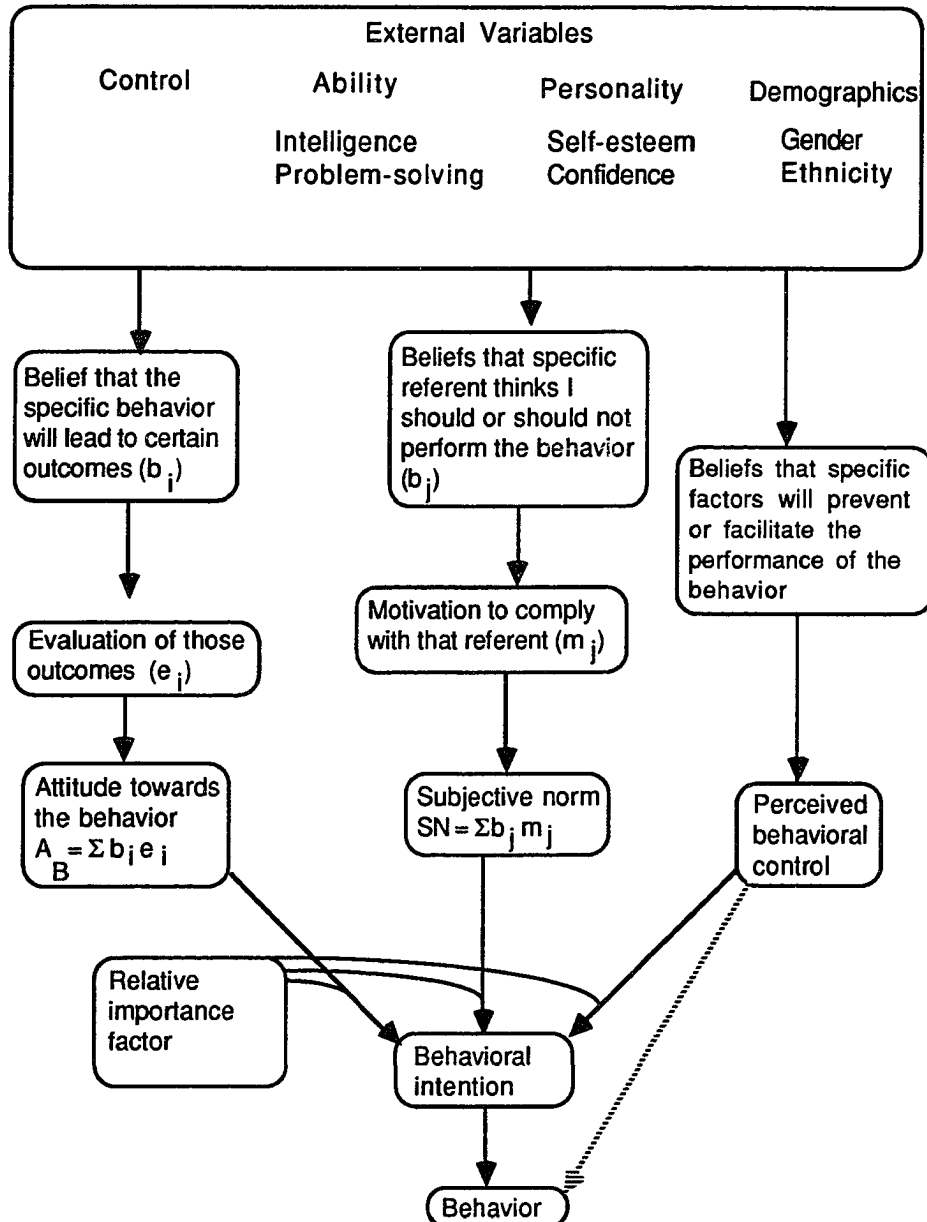 External Variables
Control Ability Personality Demographics
Intelligence Self-esteem Gender
Problem-solving Confidence Ethnicity
Belief that the
specific behavior
will lead to certain
outcomes (b i)
Beliefs that specific
referent thinks I
should or should not
perform the behavior
(b j)
Beliefs that specific
factors will prevent
or facilitate the
performance of the
behavior
Evaluation of those
outcomes (e i)
Motivation to comply
with that referent (m j)
Attitude towards
the behavior
A B = Σ b i e i
Subjective norm
SN = Σ b j m j
Perceived
behavioral
control
Relative
importance
factor
Behavioral
intention
Behavior